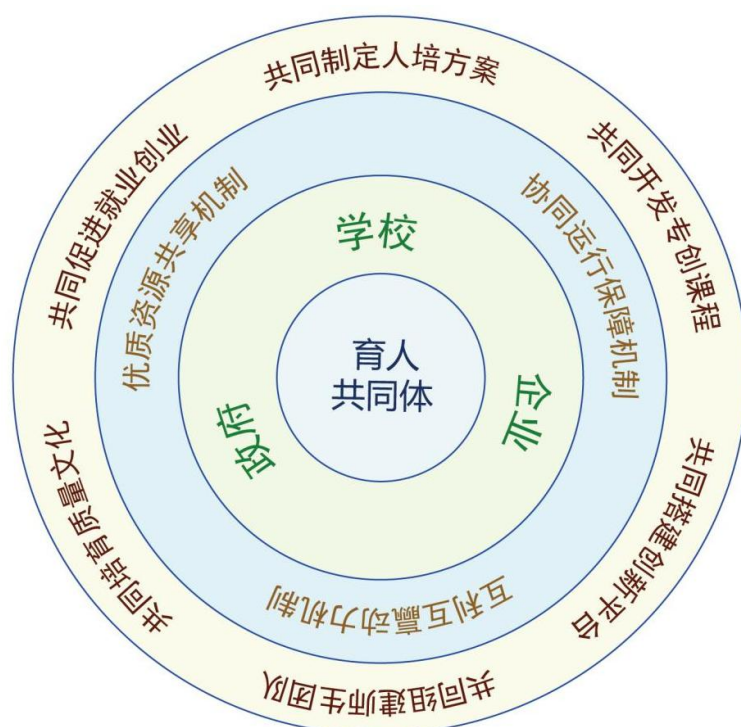 共同制定人培方案
共同开发专创课程
共同搭建创新平台
共同组建师生团队
共同培育质量文化
共同促进就业创业
优质资源共享机制
协同运行保障机制
互利互赢动力机制
学校
企业
政府
育人
共同体